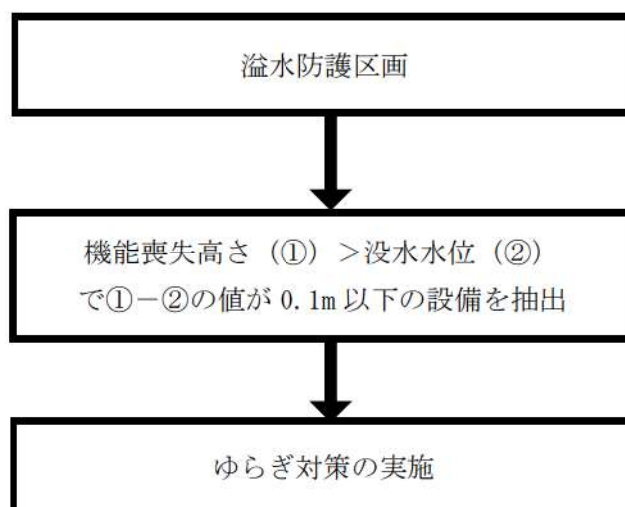 溢水防護区画
機能喪失高さ(①)>没水水位(②)
で①-②の値が 0.1m 以下の設備を抽出
ゆらぎ対策の実施